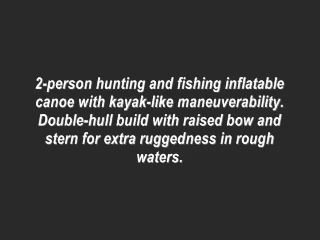 2-person hunting and fishing inflatable
canoe with kayak-like maneuverability.
Double-hull build with raised bow and
stern for extra ruggedness in rough
waters.